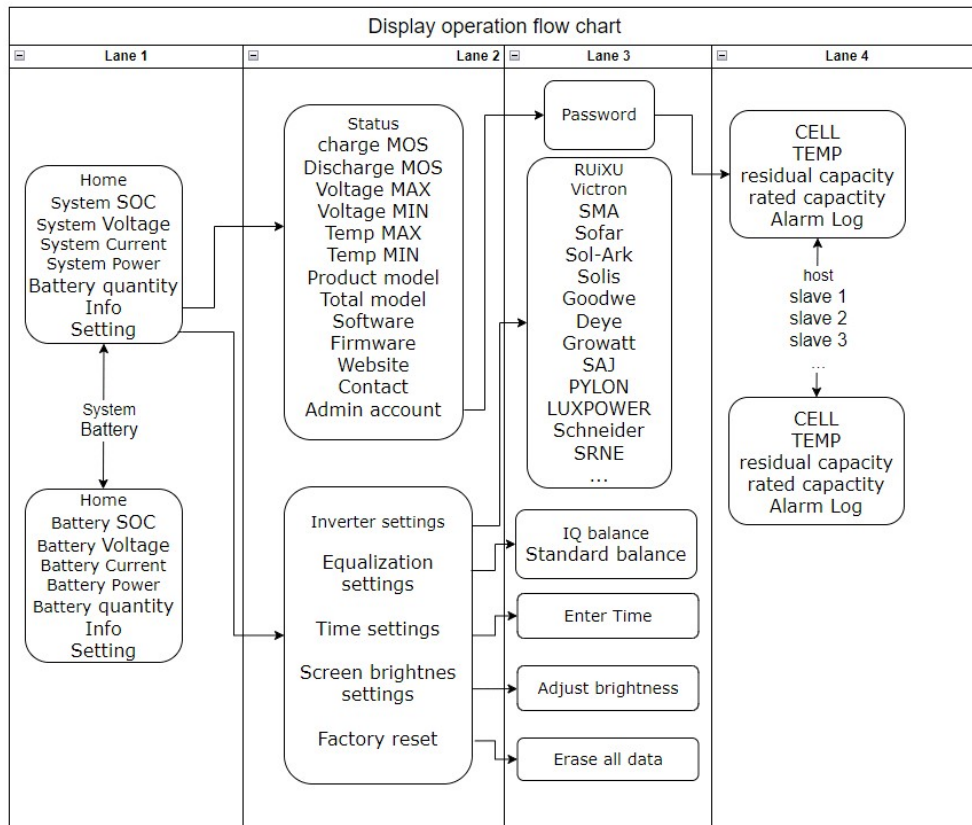 Display operation flow chart
Lane 1
Lane 2
Lane 3
Lane 4
Home
System SOC
System Voltage
System Current
System Power
Battery quantity
Info
Setting
System
Battery
Home
Battery SOC
Battery Voltage
Battery Current
Battery Power
Battery quantity
Info
Setting
Status
charge MOS
Discharge MOS
Voltage MAX
Voltage MIN
Temp MAX
Temp MIN
Product model
Total model
Software
Firmware
Website
Contact
Admin account
Inverter settings
Equalization
settings
Time settings
Screen brightnes
settings
Factory reset
Password
RUiXU
Victron
SMA
Sofar
Sol-Ark
Solis
Goodwe
Deye
Growatt
SAJ
PYLON
LUXPOWER
Schneider
SRNE
...
IQ balance
Standard balance
Enter Time
Adjust brightness
Erase all data
CELL
TEMP
residual capacity
rated capactity
Alarm Log
host
slave 1
slave 2
slave 3
...
CELL
TEMP
residual capacity
rated capactity
Alarm Log